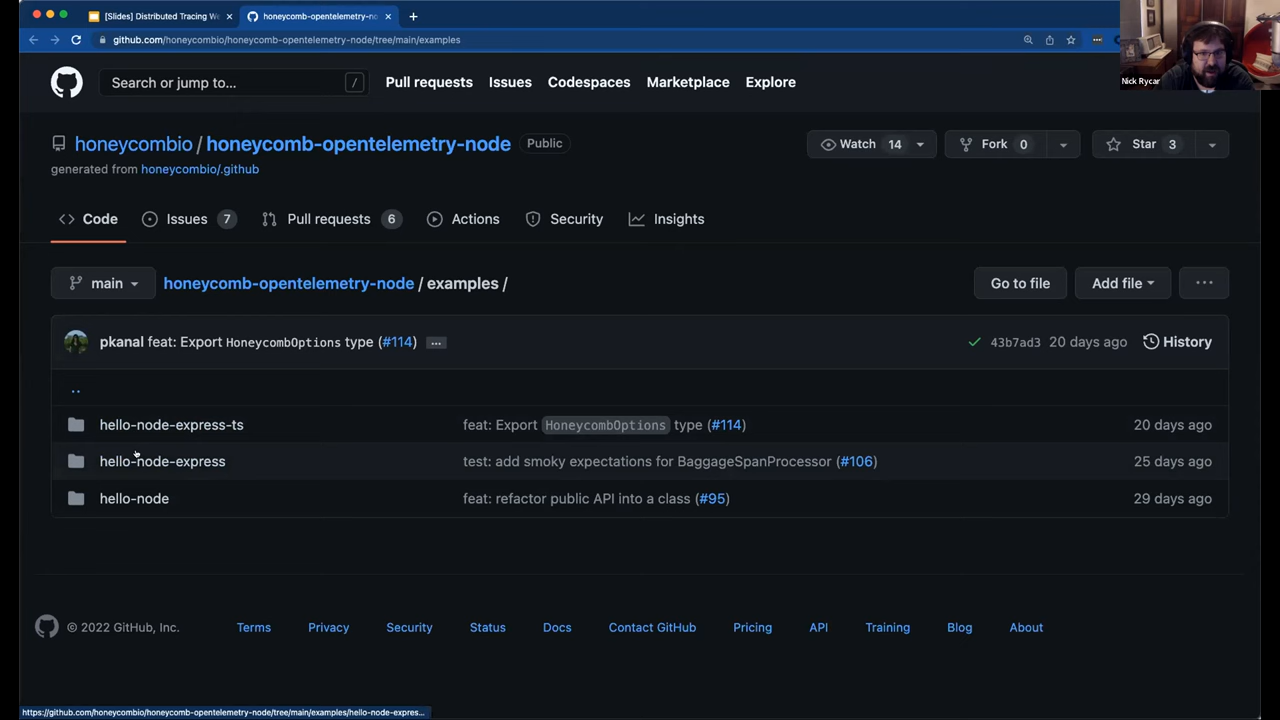 [Slides] Distributed Tracing We
honeycomb-opentelemetry-no
github.com/honeycombio/honeycomb-opentelemetry-node/tree/main/examples
Nick Rycar
Search or jump to...
/
Pull requests
Issues
Codespaces
Marketplace
Explore
honeycombio / honeycomb-opentelemetry-node
Public
Watch 14
Fork 0
Star 3
generated from honeycombio/.github
Code
Issues 7
Pull requests 6
Actions
Security
Insights
main
honeycomb-opentelemetry-node / examples /
Go to file
Add file
...
pkanal feat: Export HoneycombOptions type (#114)
...
43b7ad3 20 days ago
History
..
hello-node-express-ts
feat: Export HoneycombOptions type (#114)
20 days ago
hello-node-express
test: add smoky expectations for BaggageSpanProcessor (#106)
25 days ago
hello-node
feat: refactor public API into a class (#95)
29 days ago
© 2022 GitHub, Inc.
Terms
Privacy
Security
Status
Docs
Contact GitHub
Pricing
API
Training
Blog
About
https://github.com/honeycombio/honeycomb-opentelemetry-node/tree/main/examples/hello-node-expres...